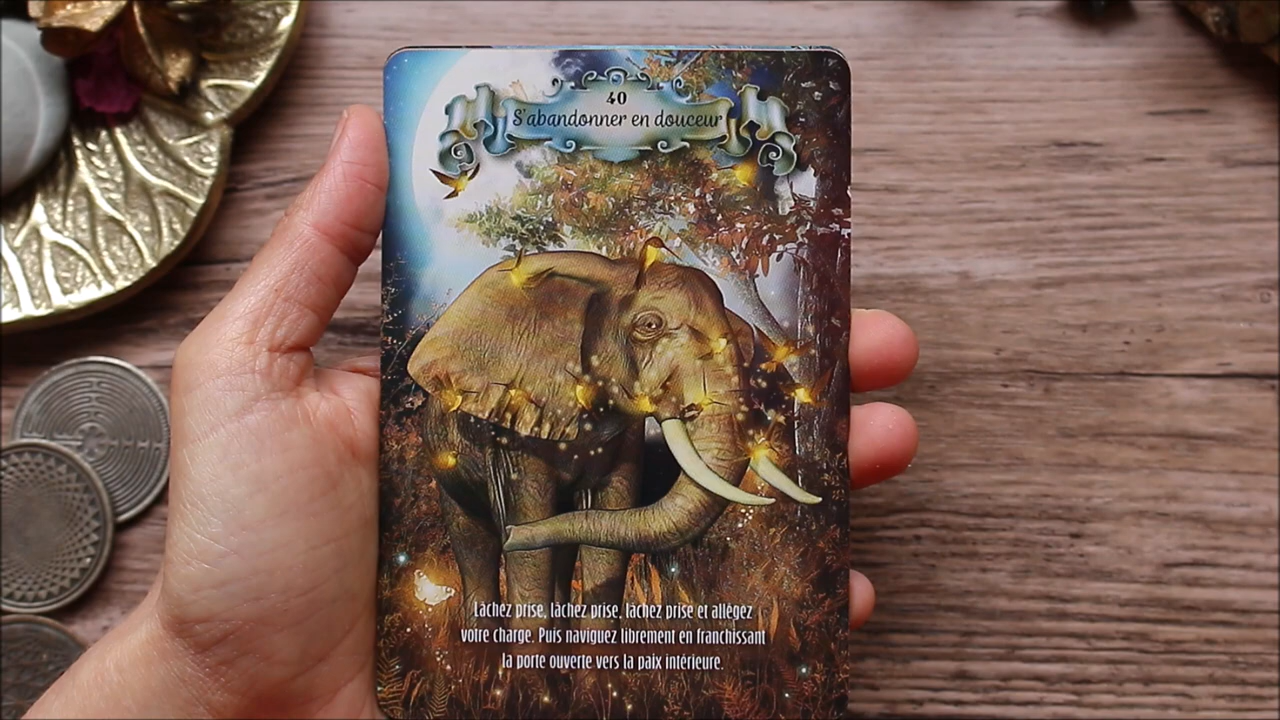 40
S'abandonner en douceur
Lâchez prise, lâchez prise, lâchez prise et allégez
votre charge. Puis naviguez librement en franchissant
la porte ouverte vers la paix intérieure.